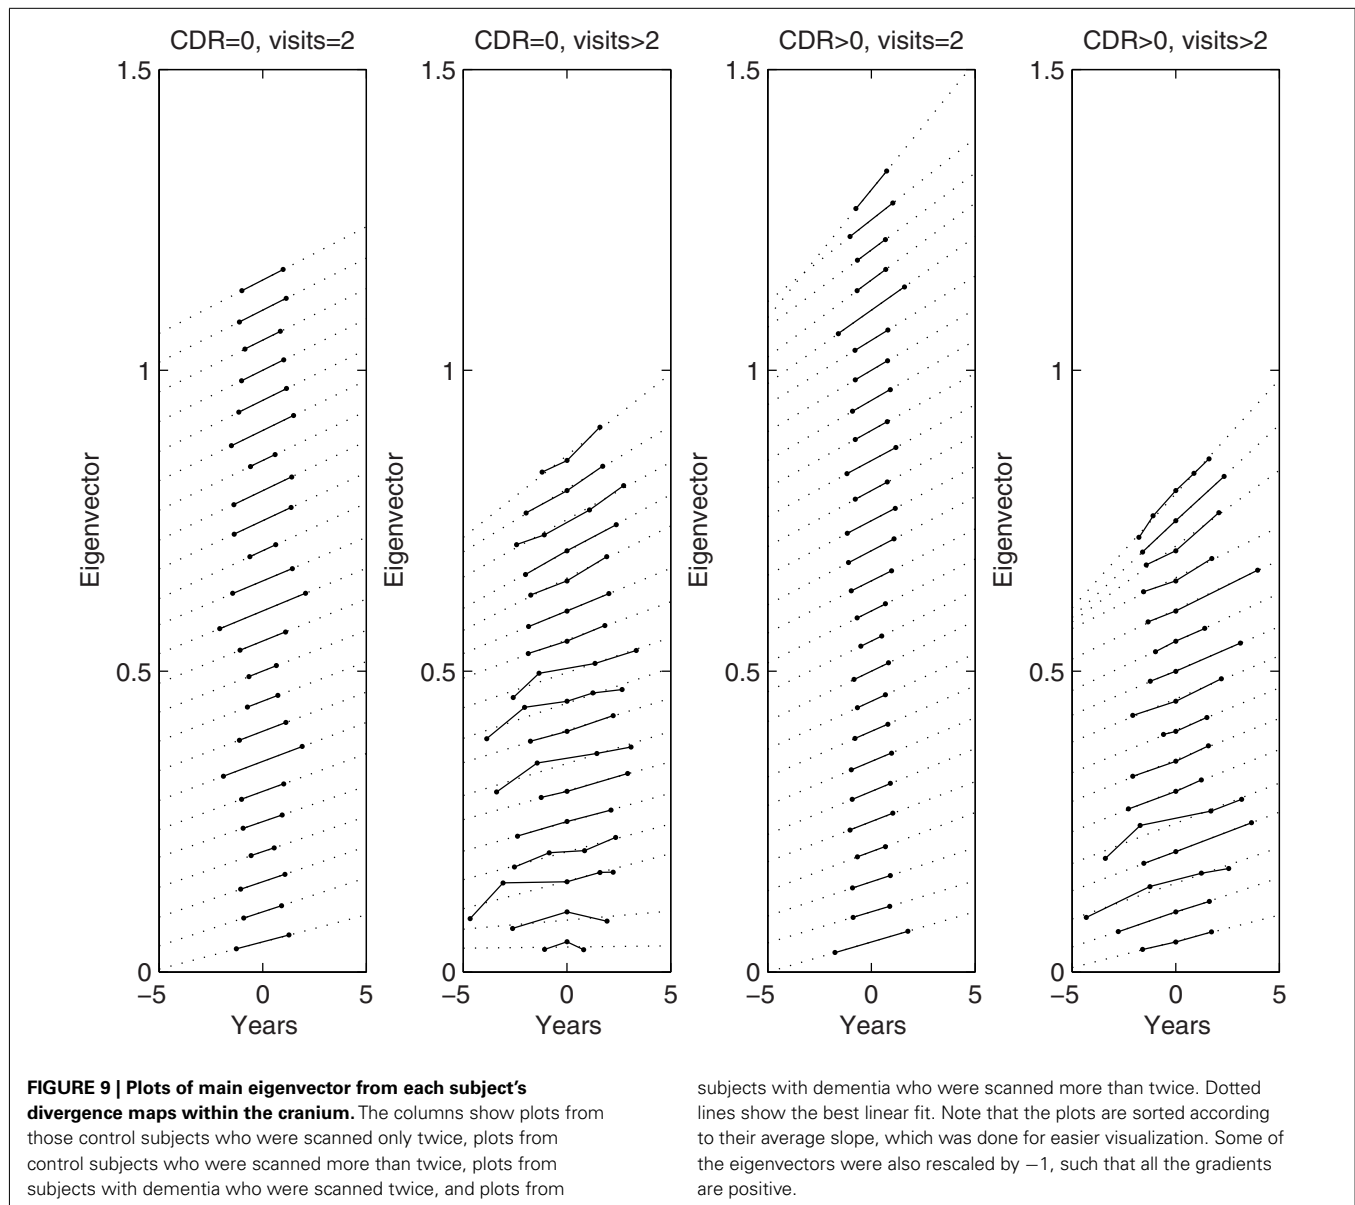 CDR=0, visits=2
CDR=0, visits>2
CDR>0, visits=2
CDR>0, visits>2
1.5
1
0.5
0
−5
0
5
Years
Eigenvector
1.5
1
0.5
0
−5
0
5
Years
Eigenvector
1.5
1
0.5
0
−5
0
5
Years
Eigenvector
1.5
1
0.5
0
−5
0
5
Years
Eigenvector
FIGURE 9 | Plots of main eigenvector from each subject’s
divergence maps within the cranium. The columns show plots from
those control subjects who were scanned only twice, plots from
control subjects who were scanned more than twice, plots from
subjects with dementia who were scanned twice, and plots from
subjects with dementia who were scanned more than twice. Dotted
lines show the best linear fit. Note that the plots are sorted according
to their average slope, which was done for easier visualization. Some of
the eigenvectors were also rescaled by −1, such that all the gradients
are positive.